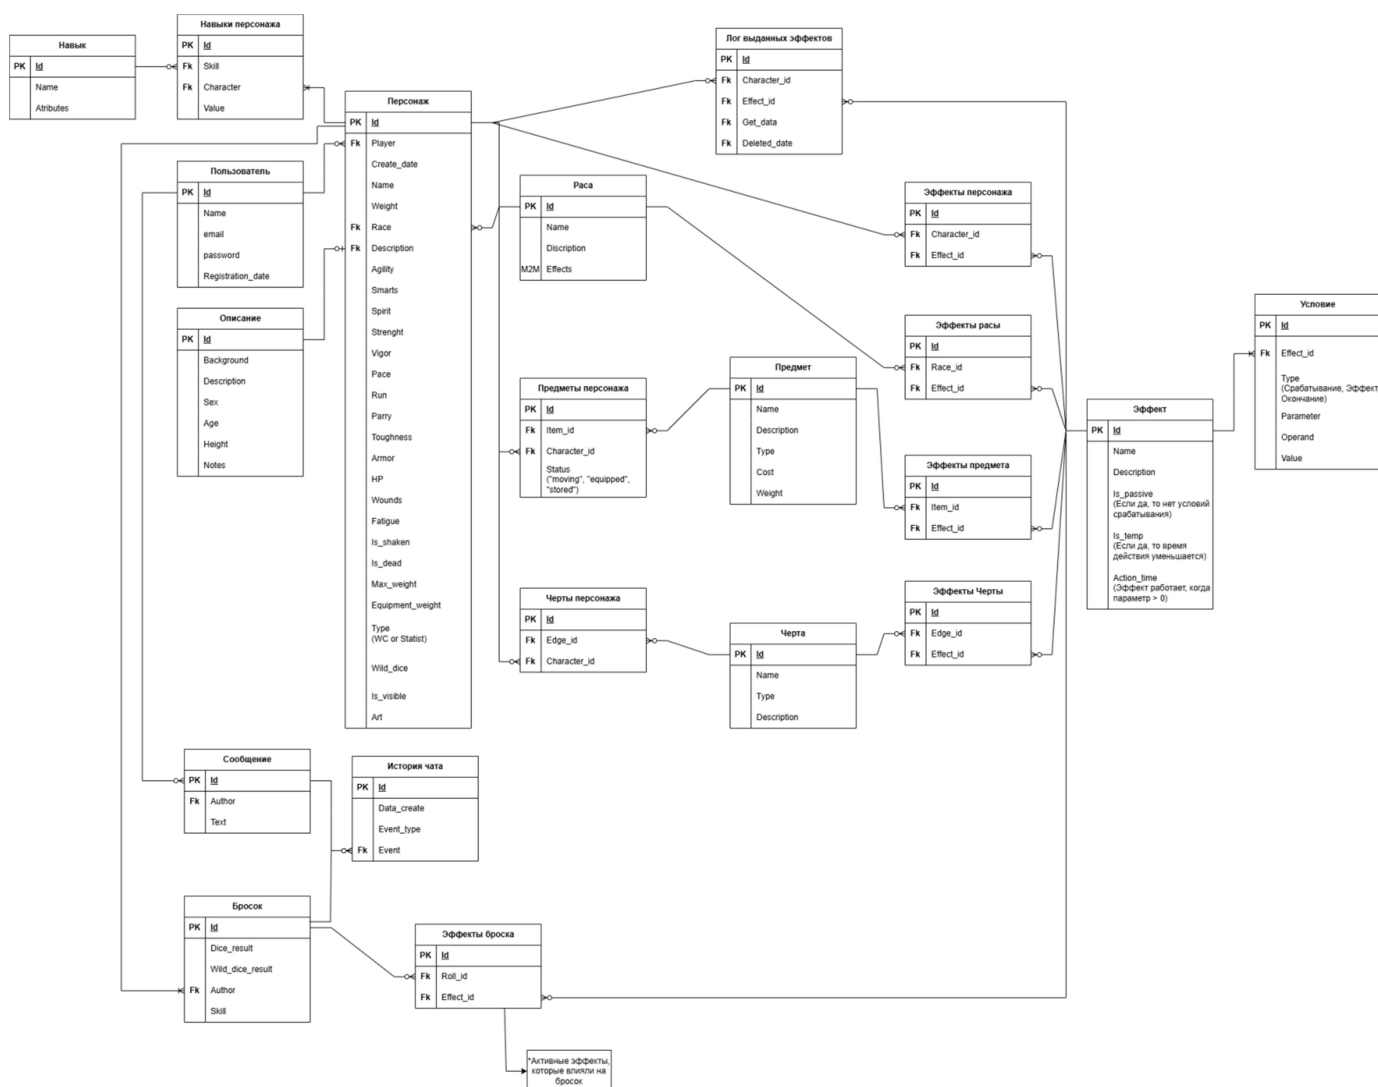 Навык
PK Id
Name
Atributes
Навыки персонажа
PK Id
Fk Skill
Fk Character
Value
Пользователь
PK Id
Name
email
password
Registration_date
Описание
PK Id
Background
Description
Sex
Age
Height
Notes
Персонаж
PK Id
Fk Player
Create_date
Name
Weight
Fk Race
Fk Description
Agility
Smarts
Spirit
Strenght
Vigor
Pace
Run
Parry
Toughness
Armor
HP
Wounds
Fatigue
Is_shaken
Is_dead
Max_weight
Equipment_weight
Type
(WC or Statist)
Wild_dice
Is_visible
Art
Раса
PK Id
Name
Discription
M2M Effects
Предметы персонажа
PK Id
Fk Item_id
Fk Character_id
Status
("moving", "equipped",
"stored")
Черты персонажа
PK Id
Fk Edge_id
Fk Character_id
Лог выданных эффектов
PK Id
Fk Character_id
Fk Effect_id
Fk Get_data
Fk Deleted_date
Предмет
PK Id
Name
Description
Type
Cost
Weight
Черта
PK Id
Name
Type
Description
Эффекты персонажа
PK Id
Fk Character_id
Fk Effect_id
Эффекты расы
PK Id
Fk Race_id
Fk Effect_id
Эффекты предмета
PK Id
Fk Item_id
Fk Effect_id
Эффекты Черты
PK Id
Fk Edge_id
Fk Effect_id
Эффект
PK Id
Name
Description
Is_passive
(Если да, то нет условий
срабатывания)
Is_temp
(Если да, то время
действия уменьшается)
Action_time
(Эффект работает, когда
параметр > 0)
Условие
PK Id
Fk Effect_id
Type
(Срабатывание, Эффект
Окончание)
Parameter
Operand
Value
Сообщение
PK Id
Fk Author
Text
История чата
PK Id
Data_create
Event_type
Fk Event
Бросок
PK Id
Dice_result
Wild_dice_result
Fk Author
Skill
Эффекты броска
PK Id
Fk Roll_id
Fk Effect_id
*Активные эффекты,
которые влияли на
бросок